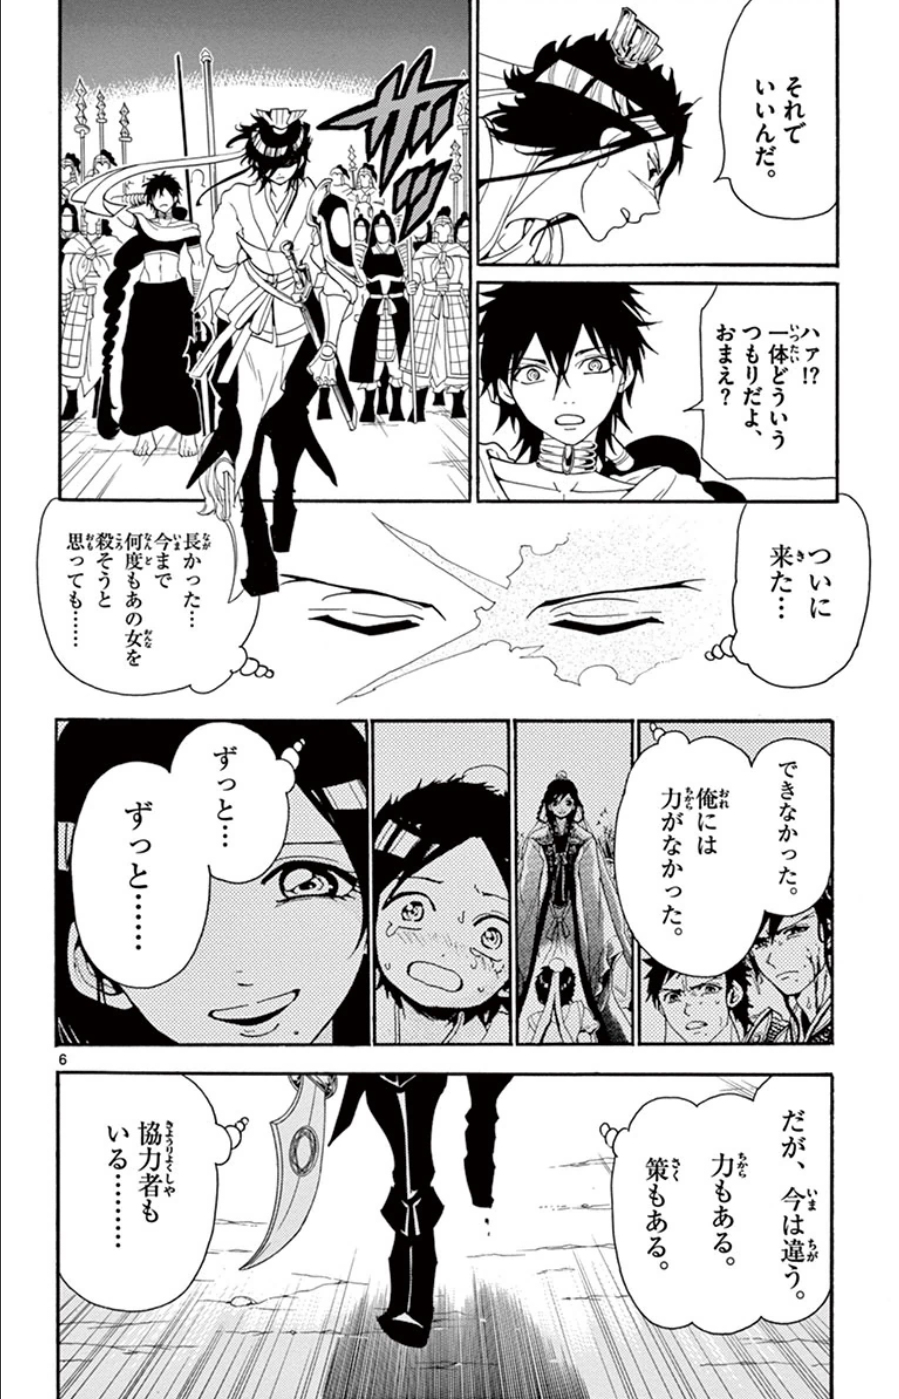 それで
いいんだ。
ザッ
ハァ!?
一体どういう
つもりだよ、
おまえ?
ついに
来た…
長かった…
今まで
何度もあの女を
殺そうと
思っても……
できなかった。
俺には
力がなかった。
ずっと…
ずっと……
6
だが、今は違う。
力もある。
策もある。
協力者も
いる………